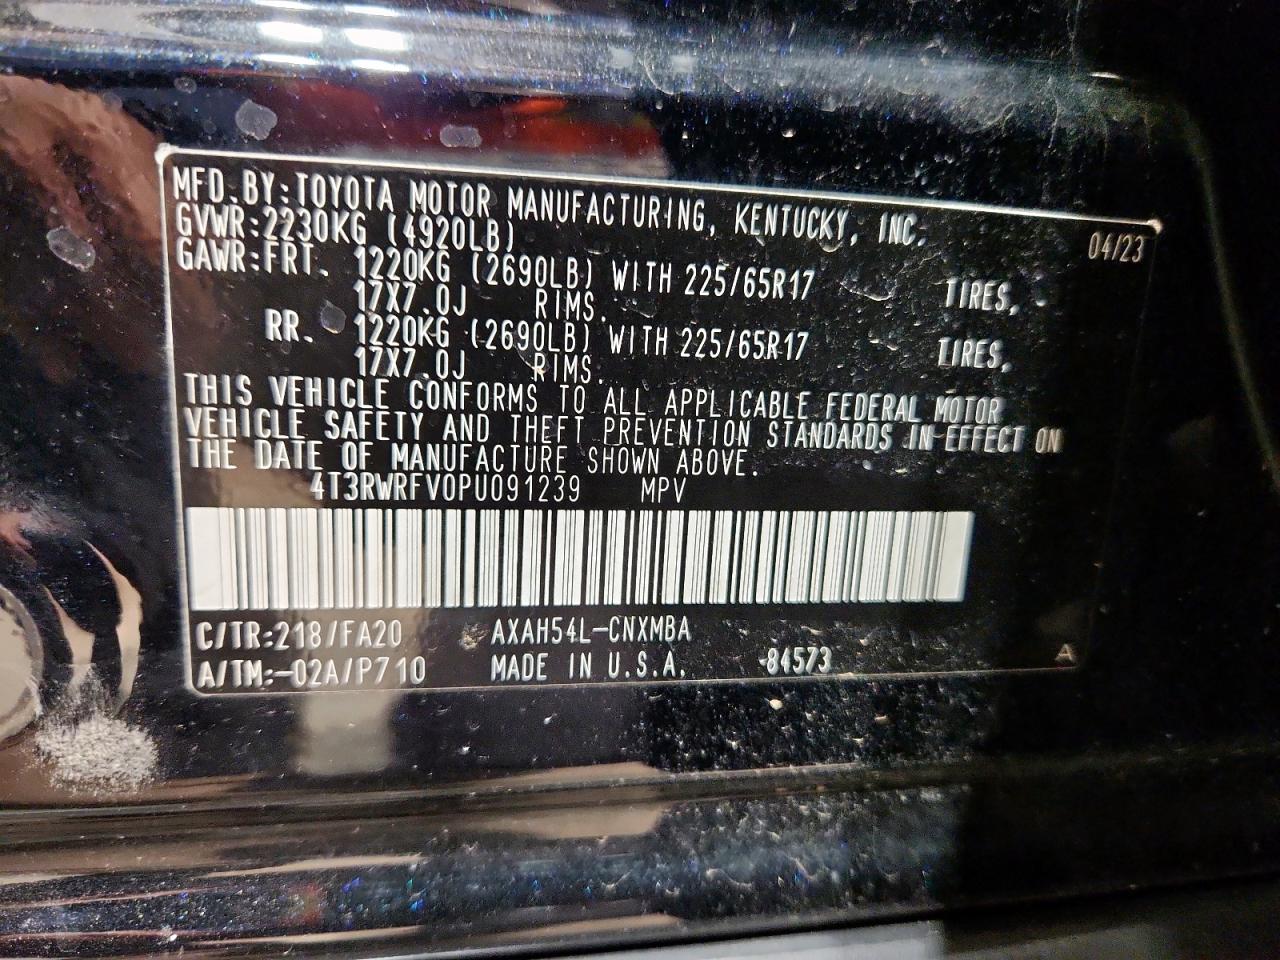 MFD.BY:TOYOTA MOTOR MANUFACTURING, KENTUCKY, INC.
GVWR:2230KG (4920LB) 04/23
GAWR:FRT. 1220KG (2690LB) WITH 225/65R17 TIRES,
17X7.0J RIMS.
RR. 1220KG (2690LB) WITH 225/65R17 TIRES,
17X7.0J RIMS.
THIS VEHICLE CONFORMS TO ALL APPLICABLE FEDERAL MOTOR
VEHICLE SAFETY AND THEFT PREVENTION STANDARDS IN EFFECT ON
THE DATE OF MANUFACTURE SHOWN ABOVE.
4T3RWRFV0PU091239 MPV
C/TR:218/FA20 AXAH54L-CNXMBA
A/TM:-02A/P710 MADE IN U.S.A. -84573 A